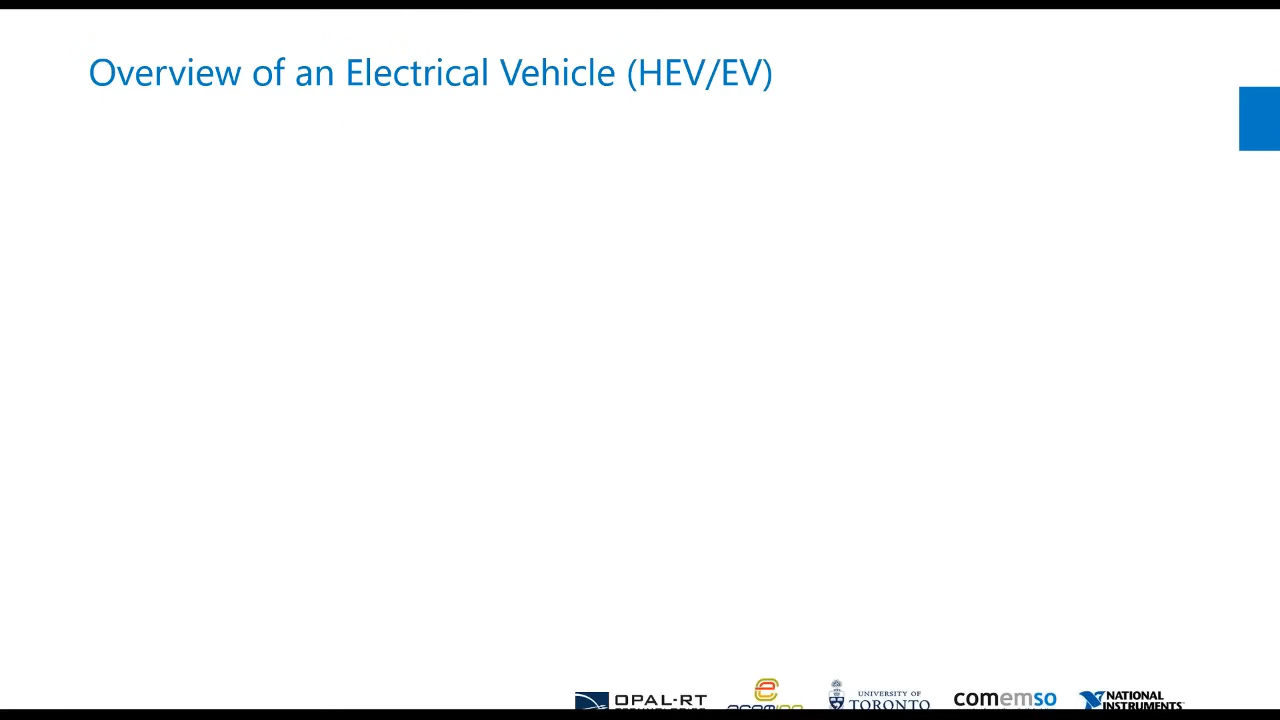 Overview of an Electrical Vehicle (HEV/EV)
OPAL-RT
UNIVERSITY OF
TORONTO
comemso
NATIONAL
INSTRUMENTS